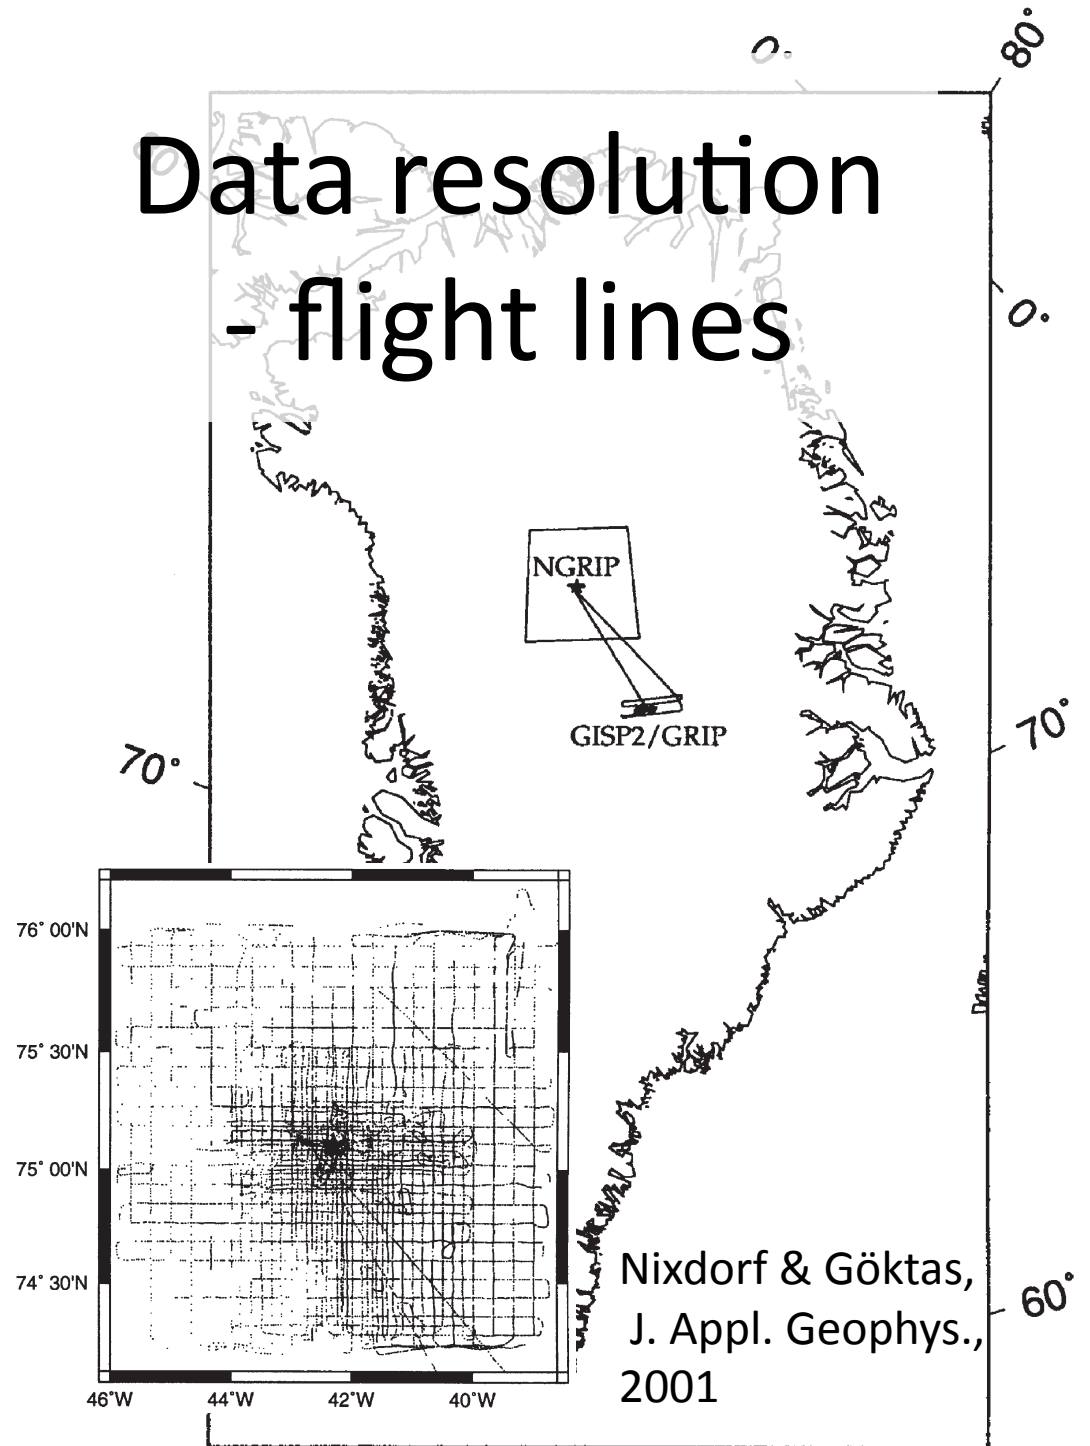 0°
80°
80°
Data resolution
- flight lines
0°
NGRIP
GISP2/GRIP
70°
70°
76° 00'N
75° 30'N
75° 00'N
74° 30'N
46°W
44°W
42°W
40°W
Nixdorf & Göktas,
J. Appl. Geophys.,
2001
60°